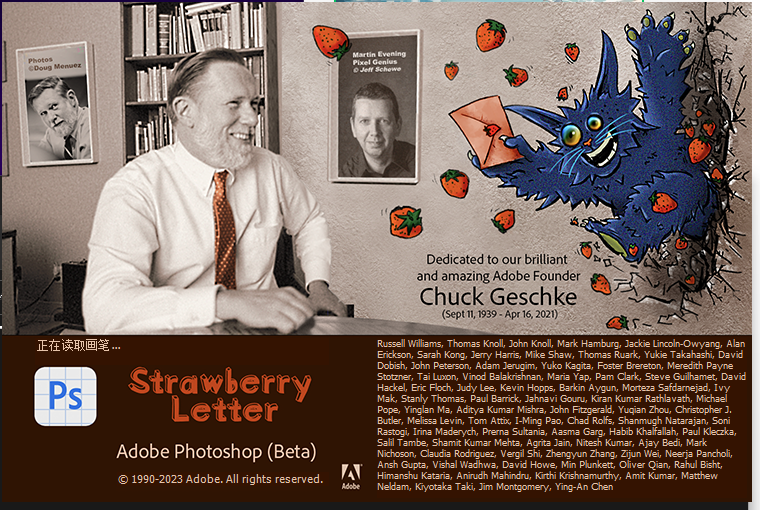 Photos
©Doug Menuez
Martin Evening
Pixel Genius
© Jeff Schewe
Dedicated to our brilliant
and amazing Adobe Founder
Chuck Geschke
(Sept 11, 1939 - Apr 16, 2021)
正在读取画笔...
Ps
Strawberry
Letter
Adobe Photoshop (Beta)
© 1990-2023 Adobe. All rights reserved.
Adobe
Russell Williams, Thomas Knoll, John Knoll, Mark Hamburg, Jackie Lincoln-Owyang, Alan
Erickson, Sarah Kong, Jerry Harris, Mike Shaw, Thomas Ruark, Yukie Takahashi, David
Dobish, John Peterson, Adam Jerugim, Yuko Kagita, Foster Brereton, Meredith Payne
Stotzner, Tai Luxon, Vinod Balakrishnan, Maria Yap, Pam Clark, Steve Guilhamet, David
Hackel, Eric Floch, Judy Lee, Kevin Hopps, Barkin Aygun, Morteza Safdarnejad, Ivy
Mak, Stanly Thomas, Paul Barrick, Jahnavi Gouru, Kiran Kumar Rathlavath, Michael
Pope, Yinglan Ma, Aditya Kumar Mishra, John Fitzgerald, Yuqian Zhou, Christopher J.
Butler, Melissa Levin, Tom Attix, I-Ming Pao, Chad Rolfs, Shanmugh Natarajan, Soni
Rastogi, Irina Maderych, Prerna Sultania, Aasma Garg, Habib Khalfallah, Paul Kleczka,
Salil Tambe, Shamit Kumar Mehta, Agrita Jain, Nitesh Kumar, Ajay Bedi, Mark
Nichoson, Claudia Rodriguez, Vergil Shi, Zhengyun Zhang, Zijun Wei, Neerja Pancholi,
Ansh Gupta, Vishal Wadhwa, David Howe, Min Plunkett, Oliver Qian, Rahul Bisht,
Himanshu Kataria, Anirudh Mahindru, Kirthi Krishnamurthy, Amit Kumar, Matthew
Neldam, Kiyotaka Taki, Jim Montgomery, Ying-An Chen